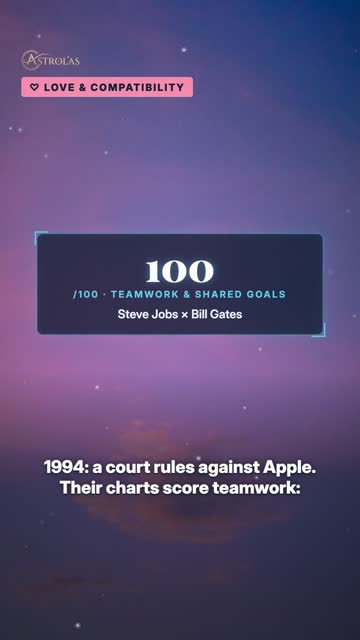 ASTROLAS
♡ LOVE & COMPATIBILITY
100
/100 · TEAMWORK & SHARED GOALS
Steve Jobs × Bill Gates
1994: a court rules against Apple.
Their charts score teamwork: